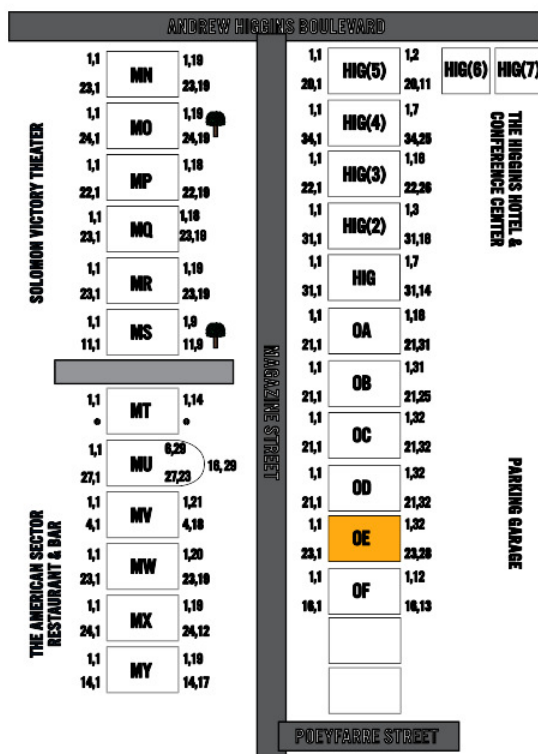 ANDREW HIGGINS BOULEVARD
1,1 MN 1,19
23,1 23,19
1,1 MO 1,19
24,1 24,19
1,1 MP 1,18
22,1 22,19
1,1 MQ 1,18
23,1 23,19
1,1 MR 1,19
23,1 23,19
1,1 MS 1,9
11,1 11,9
SOLOMON VICTORY THEATER
1,1 MT 1,14
1,1 MU 6,29
27,1 27,23 18,29
1,1 MV 1,21
4,1 4,18
1,1 MW 1,20
23,1 23,19
1,1 MX 1,19
24,1 24,12
1,1 MY 1,19
14,1 14,17
THE AMERICAN SECTOR
RESTAURANT & BAR
MAGAZINE STREET
1,1 HIG(5) 1,2
20,1 20,11
HIG(6) HIG(7)
1,1 HIG(4) 1,7
34,1 34,25
1,1 HIG(3) 1,16
22,1 22,26
1,1 HIG(2) 1,3
31,1 31,16
1,1 HIG 1,7
31,1 31,14
1,1 OA 1,16
21,1 21,31
1,1 OB 1,31
21,1 21,25
1,1 OC 1,32
21,1 21,32
1,1 OD 1,32
21,1 21,32
1,1 OE 1,32
23,1 23,28
1,1 OF 1,12
16,1 16,13
THE HIGGINS HOTEL &
CONFERENCE CENTER
PARKING GARAGE
POEYFARRE STREET